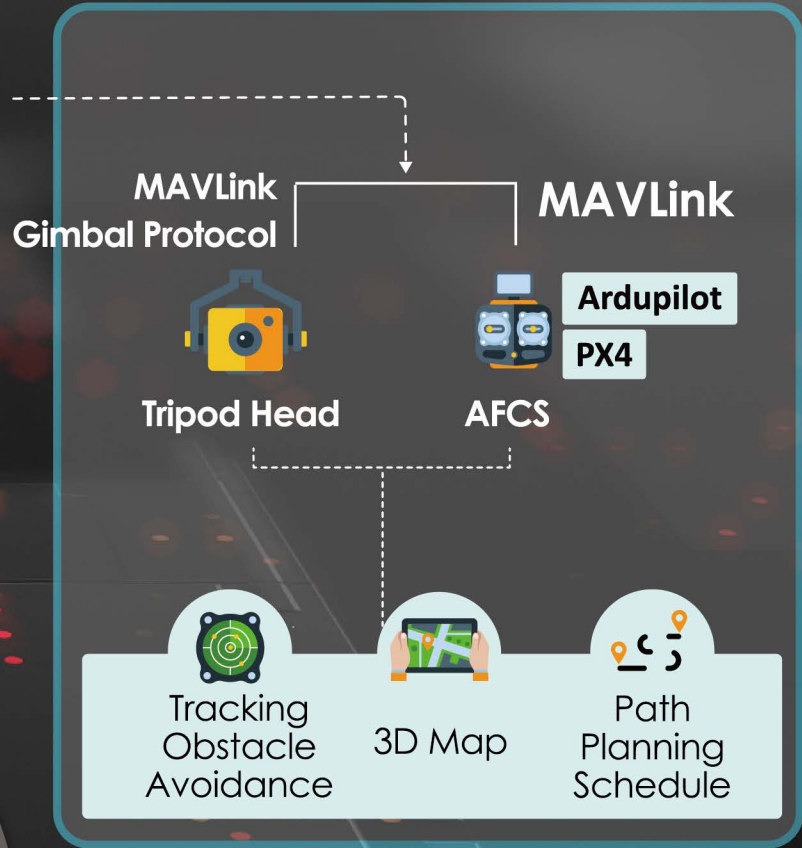 MAVLink
Gimbal Protocol
MAVLink
Ardupilot
PX4
Tripod Head
AFCS
Tracking
Obstacle
Avoidance
3D Map
Path
Planning
Schedule